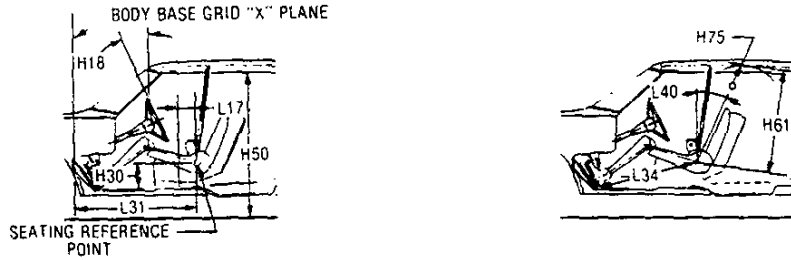 BODY BASE GRID "X" PLANE
H18
L17
H50
H30
L31
SEATING REFERENCE
POINT
H75
L40
H61
L34